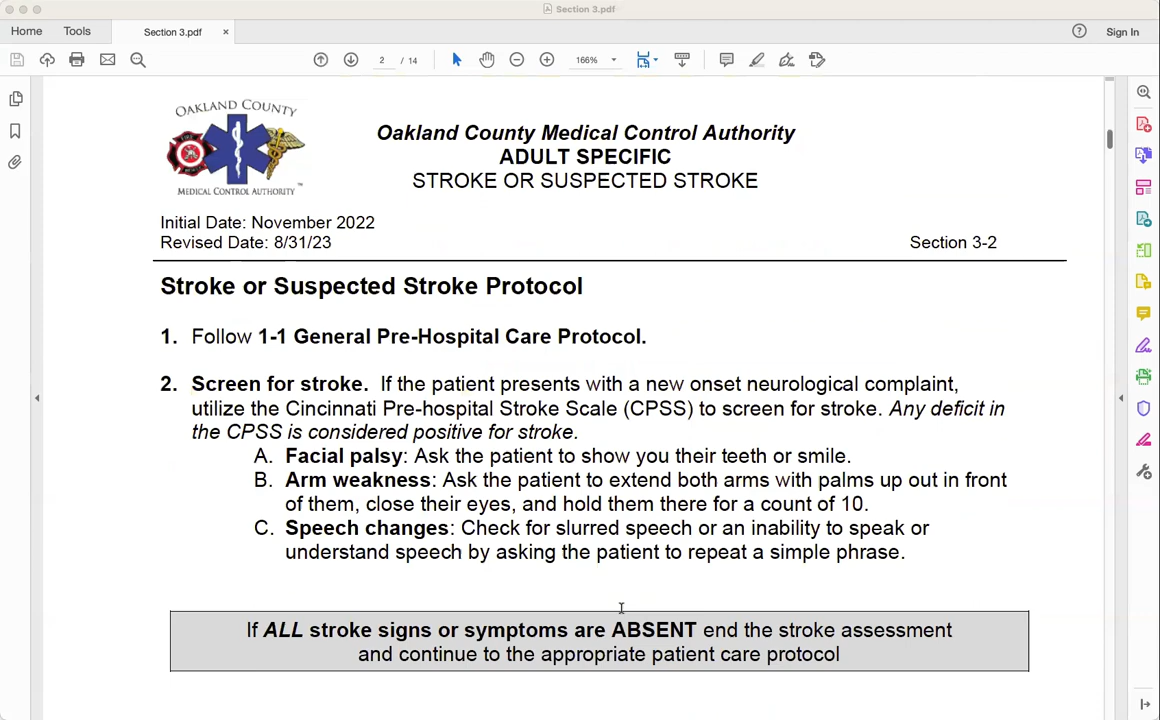 Section 3.pdf
Home Tools Section 3.pdf × ? Sign In
2 / 14 166%
OAKLAND COUNTY
MEDICAL CONTROL AUTHORITY ™
Oakland County Medical Control Authority
ADULT SPECIFIC
STROKE OR SUSPECTED STROKE
Initial Date: November 2022
Revised Date: 8/31/23 Section 3-2
Stroke or Suspected Stroke Protocol
1. Follow 1-1 General Pre-Hospital Care Protocol.
2. Screen for stroke. If the patient presents with a new onset neurological complaint,
utilize the Cincinnati Pre-hospital Stroke Scale (CPSS) to screen for stroke. Any deficit in
the CPSS is considered positive for stroke.
A. Facial palsy: Ask the patient to show you their teeth or smile.
B. Arm weakness: Ask the patient to extend both arms with palms up out in front
of them, close their eyes, and hold them there for a count of 10.
C. Speech changes: Check for slurred speech or an inability to speak or
understand speech by asking the patient to repeat a simple phrase.
If ALL stroke signs or symptoms are ABSENT end the stroke assessment
and continue to the appropriate patient care protocol